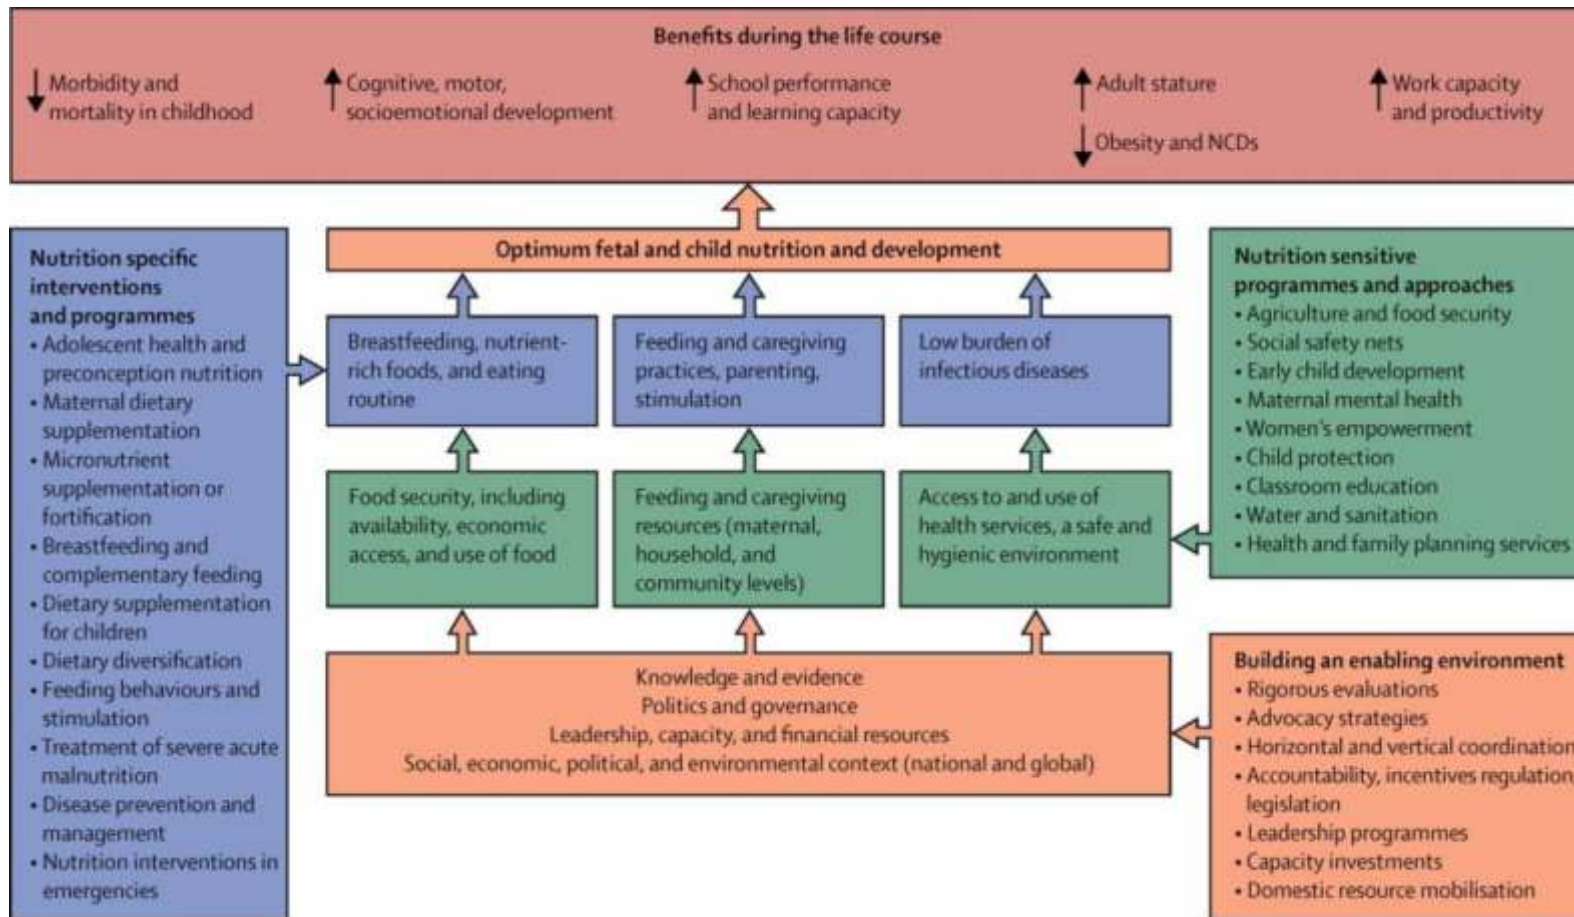 Benefits during the life course
Morbidity and
mortality in childhood
Cognitive, motor,
socioemotional development
School performance
and learning capacity
Adult stature
Obesity and NCDs
Work capacity
and productivity
Nutrition specific
interventions
and programmes
• Adolescent health and
preconception nutrition
• Maternal dietary
supplementation
• Micronutrient
supplementation or
fortification
• Breastfeeding and
complementary feeding
• Dietary supplementation
for children
• Dietary diversification
• Feeding behaviours and
stimulation
• Treatment of severe acute
malnutrition
• Disease prevention and
management
• Nutrition interventions in
emergencies
Optimum fetal and child nutrition and development
Breastfeeding, nutrient-
rich foods, and eating
routine
Feeding and caregiving
practices, parenting,
stimulation
Low burden of
infectious diseases
Food security, including
availability, economic
access, and use of food
Feeding and caregiving
resources (maternal,
household, and
community levels)
Access to and use of
health services, a safe and
hygienic environment
Knowledge and evidence
Politics and governance
Leadership, capacity, and financial resources
Social, economic, political, and environmental context (national and global)
Nutrition sensitive
programmes and approaches
• Agriculture and food security
• Social safety nets
• Early child development
• Maternal mental health
• Women's empowerment
• Child protection
• Classroom education
• Water and sanitation
• Health and family planning services
Building an enabling environment
• Rigorous evaluations
• Advocacy strategies
• Horizontal and vertical coordination
• Accountability, incentives regulation,
legislation
• Leadership programmes
• Capacity investments
• Domestic resource mobilisation